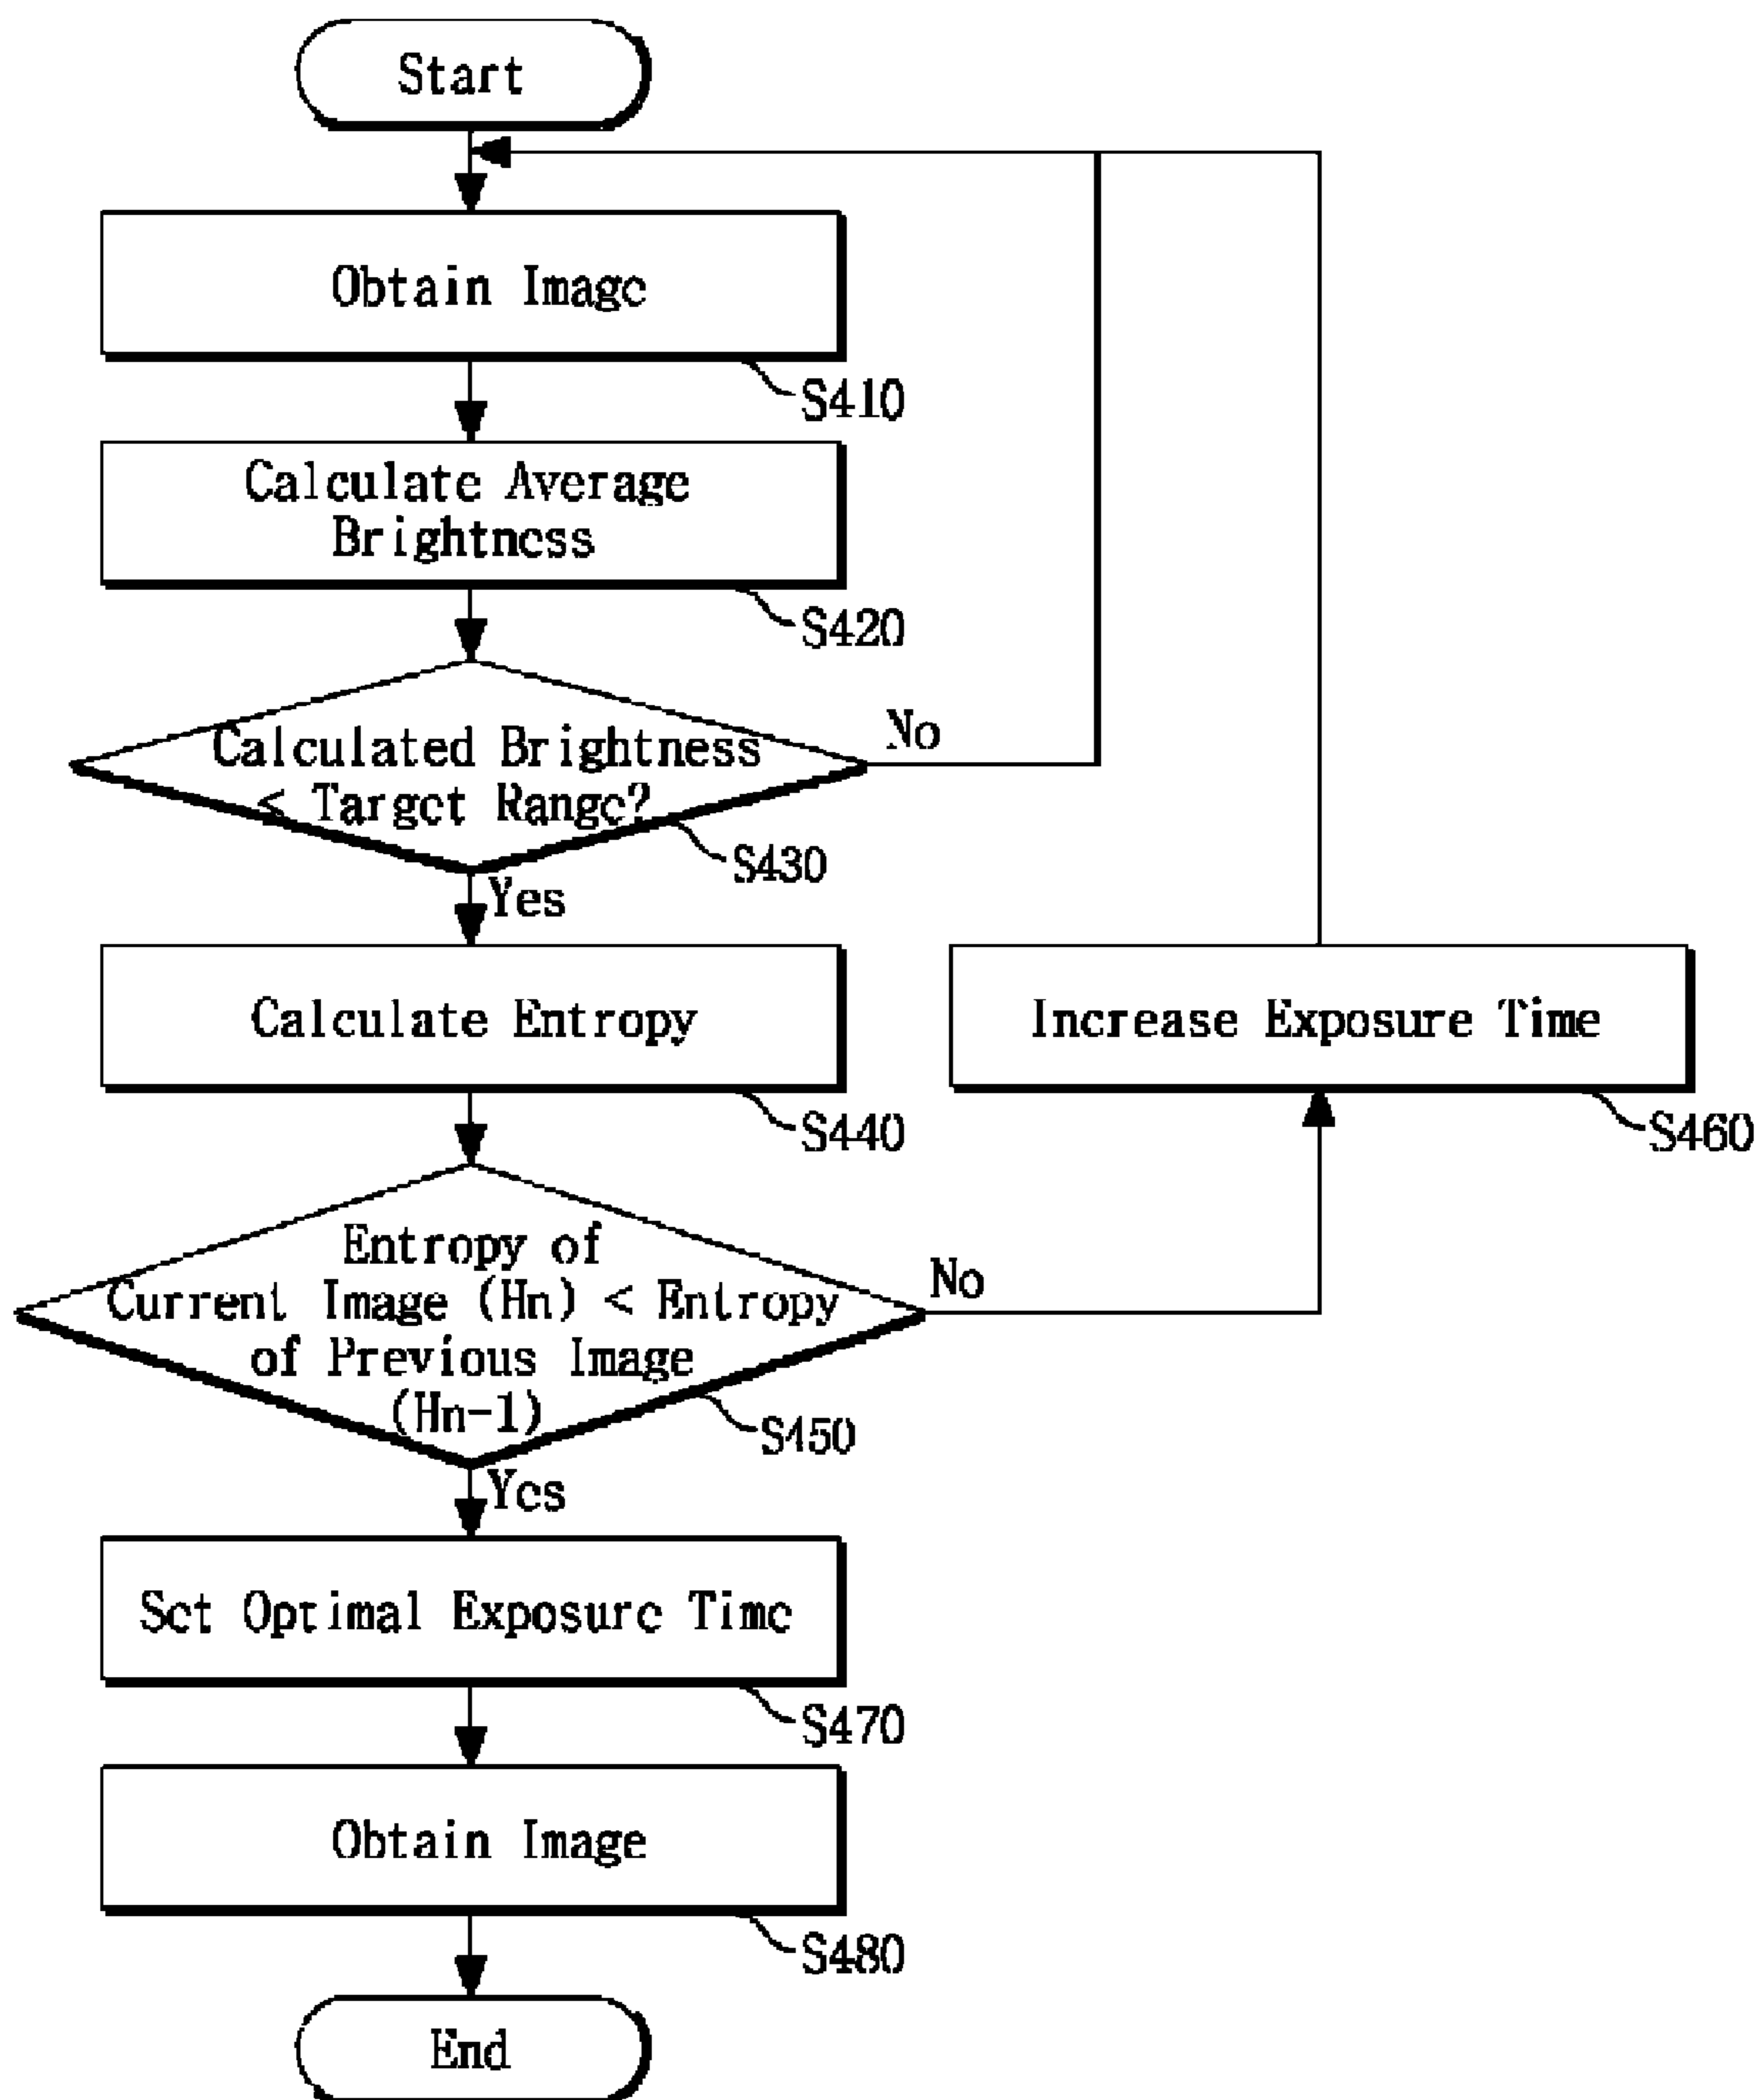 Start
Obtain Image
S410
Calculate Average
Brightness
S420
Calculated Brightness
< Target Range?
No
S430
Yes
Calculate Entropy
S440
Increase Exposure Time
S460
Entropy of
Current Image (Hn) < Entropy
of Previous Image
(Hn-1)
No
S450
Yes
Set Optimal Exposure Time
S470
Obtain Image
S480
End